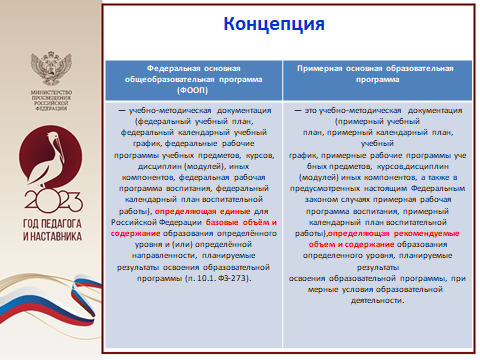 Концепция
МИНИСТЕРСТВО
ПРОСВЕЩЕНИЯ
РОССИЙСКОЙ
ФЕДЕРАЦИИ
2023
ГОД ПЕДАГОГА
И НАСТАВНИКА
Федеральная основная
общеобразовательная программа
(ФООП)
— учебно-методическая документация
(федеральный учебный план,
федеральный календарный учебный
график, федеральные рабочие
программы учебных предметов, курсов,
дисциплин (модулей), иных
компонентов, федеральная рабочая
программа воспитания, федеральный
календарный план воспитательной
работы), определяющая единые для
Российской Федерации базовые объём и
содержание образования определённого
уровня и (или) определённой
направленности, планируемые
результаты освоения образовательной
программы (п. 10.1. ФЗ-273).
Примерная основная образовательная
программа
— это учебно-методическая документация
(примерный учебный
план, примерный календарный план,
учебный
график, примерные рабочие программы уче
бных предметов, курсов,дисциплин
(модулей) иных компонентов, а также в
предусмотренных настоящим Федеральным
законом случаях примерная рабочая
программа воспитания, примерный
календарный план воспитательной
работы),определяющая рекомендуемые
объем и содержание образования
определенного уровня, планируемые
результаты
освоения образовательной программы, при
мерные условия образовательной
деятельности.